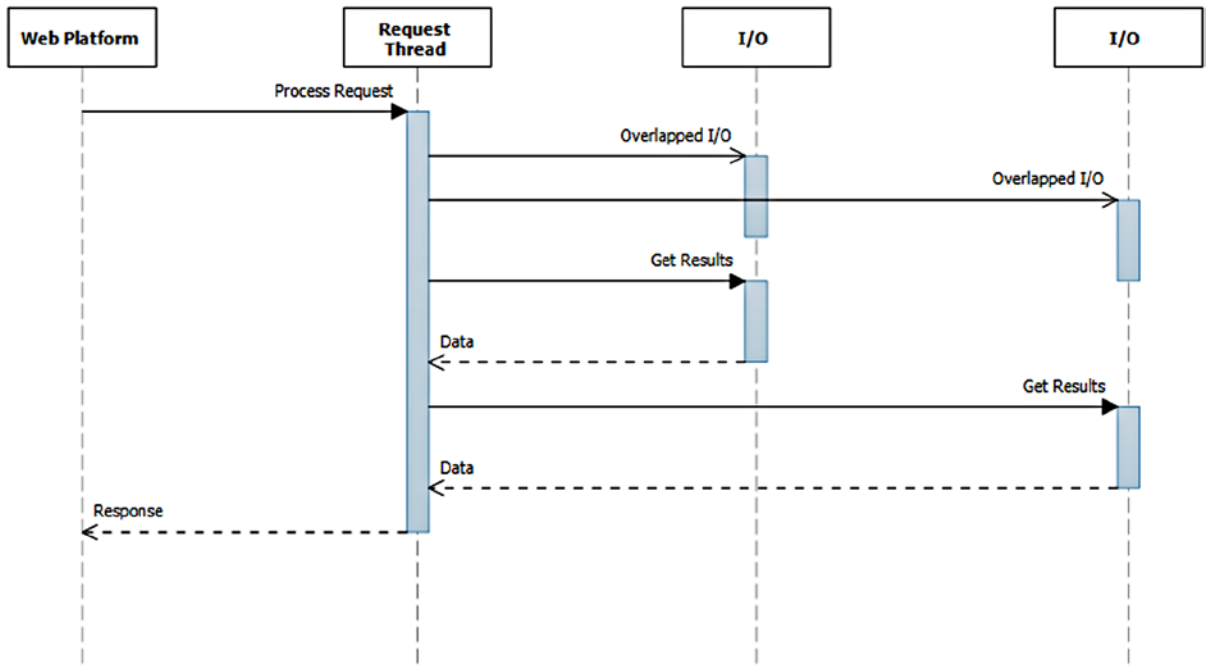 Web Platform
Request
Thread
I/O
I/O
Process Request
Overlapped I/O
Overlapped I/O
Get Results
Data
Get Results
Data
Response